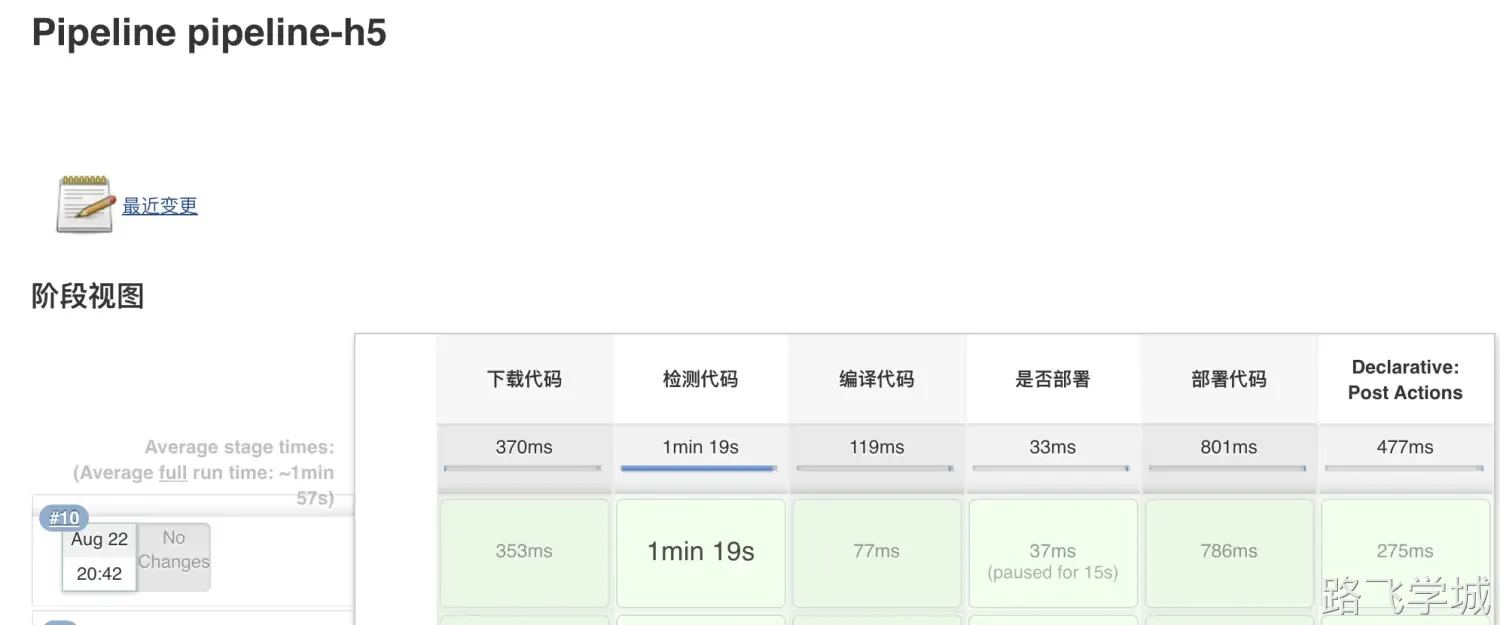 Pipeline pipeline-h5
最近变更
阶段视图
下载代码
检测代码
编译代码
是否部署
部署代码
Declarative:
Post Actions
Average stage times:
(Average full run time: ~1min
57s)
370ms
1min 19s
119ms
33ms
801ms
477ms
#10
Aug 22
20:42
No
Changes
353ms
1min 19s
77ms
37ms
(paused for 15s)
786ms
275ms
路飞学城